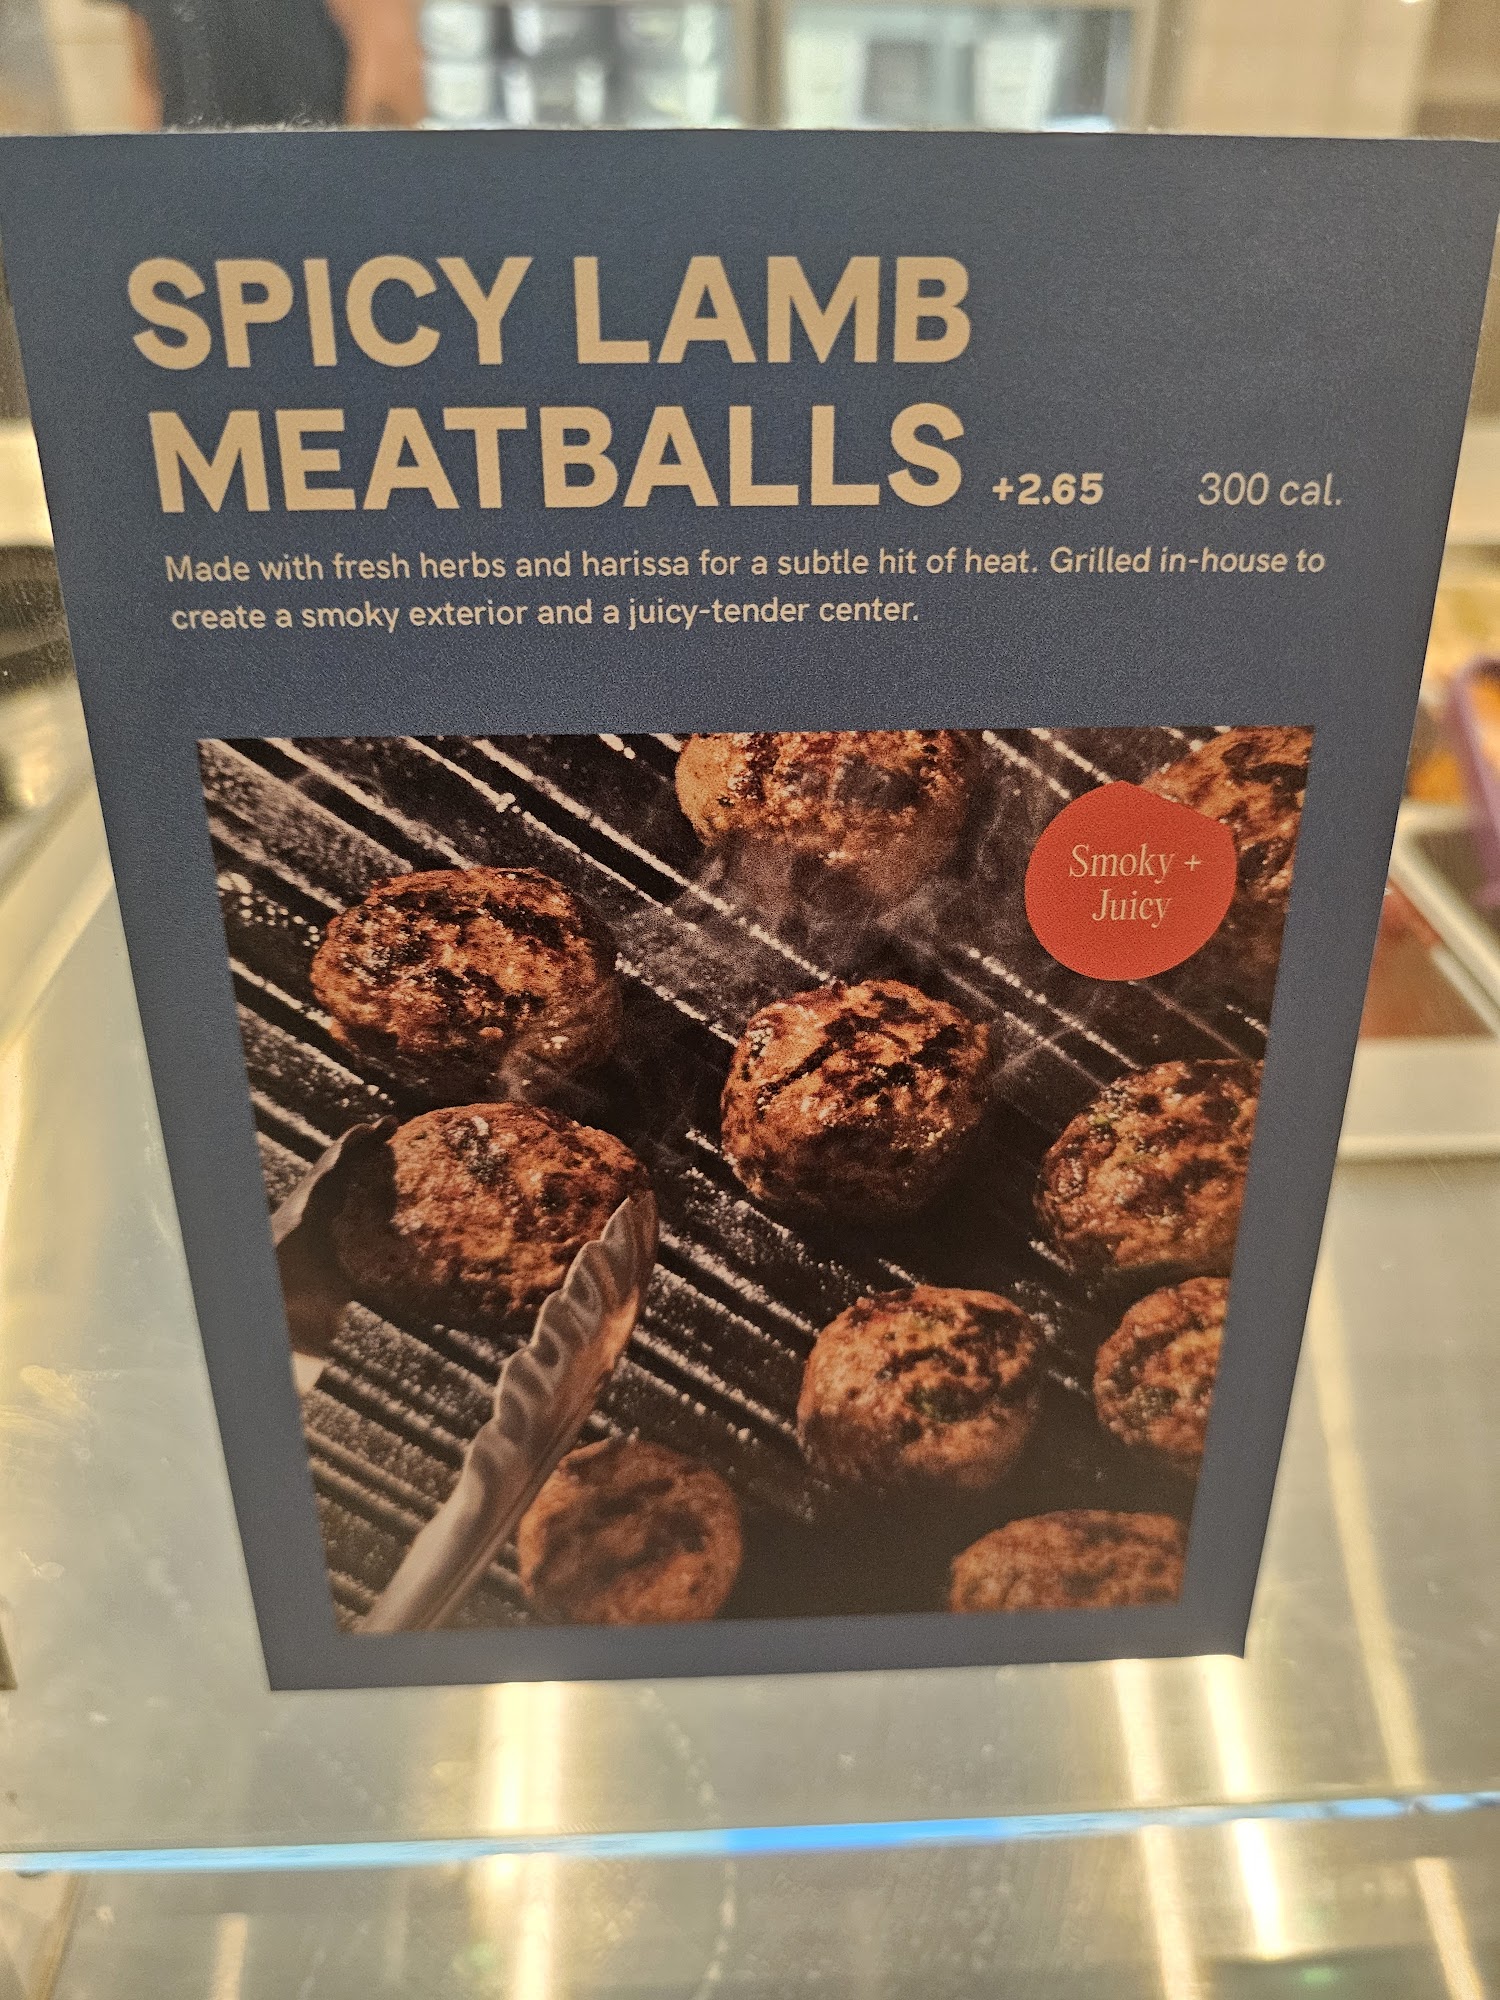 SPICY LAMB
MEATBALLS +2.65 300 cal.
Made with fresh herbs and harissa for a subtle hit of heat. Grilled in-house to
create a smoky exterior and a juicy-tender center.
Smoky +
Juicy